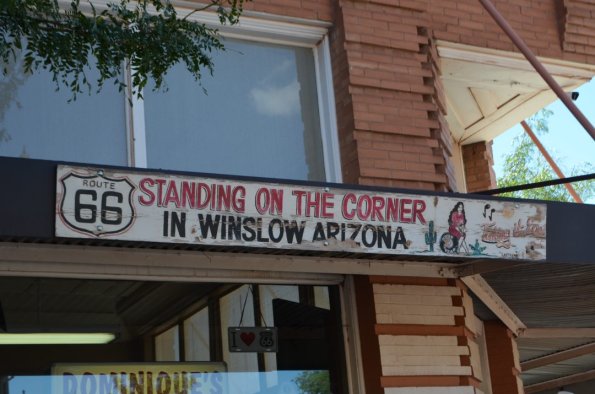 ROUTE
66
STANDING ON THE CORNER
IN WINSLOW ARIZONA
I ♥ 66
DOMINIQUE'S